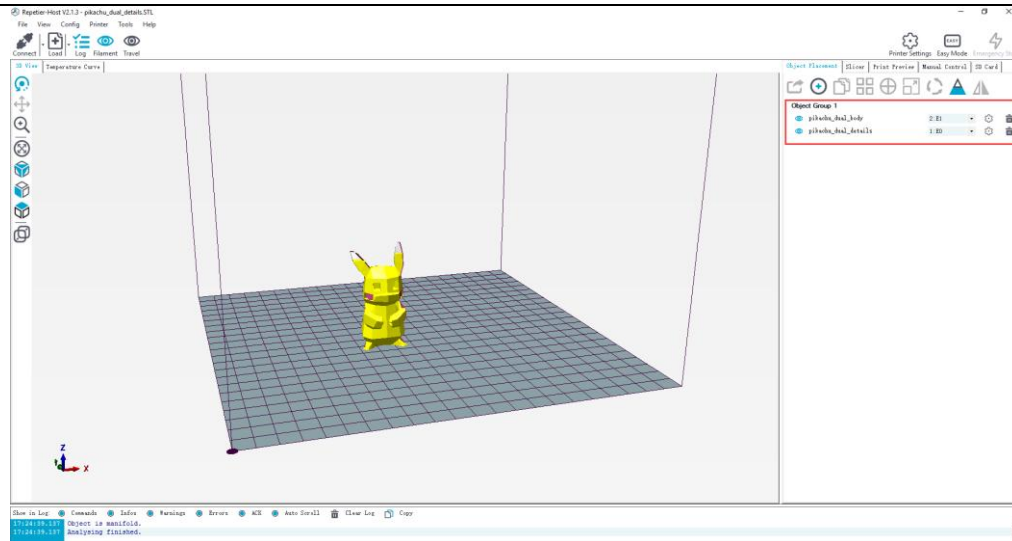 Repetier-Host V2.1.3 - pikachu_dual_details.STL
File View Config Printer Tools Help
Connect Load Log Filament Travel
Printer Settings Easy Mode Emergency St
EASY
3D View Temperature Curve
Object Placement Slicer Print Preview Manual Control SD Card
Object Group 1
pikachu_dual_body 2:E1
pikachu_dual_details 1:E0
Z
X
Show in Log: Commands Infos Warnings Errors ACK Auto Scroll Clear Log Copy
17:24:39.137 Object is manifold.
17:24:39.137 Analysing finished.